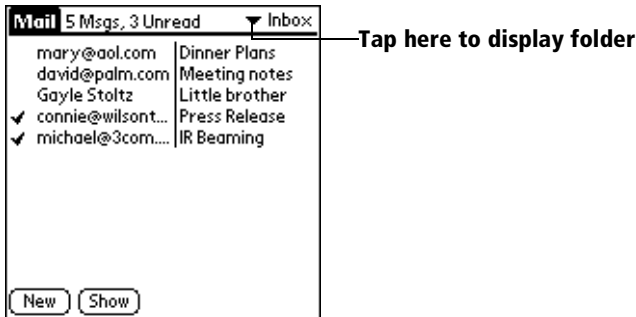 Mail 5 Msgs, 3 Unread Inbox
Tap here to display folder
mary@aol.com Dinner Plans
david@palm.com Meeting notes
Gayle Stoltz Little brother
connie@wilsont... Press Release
michael@3com.... IR Beaming
New Show